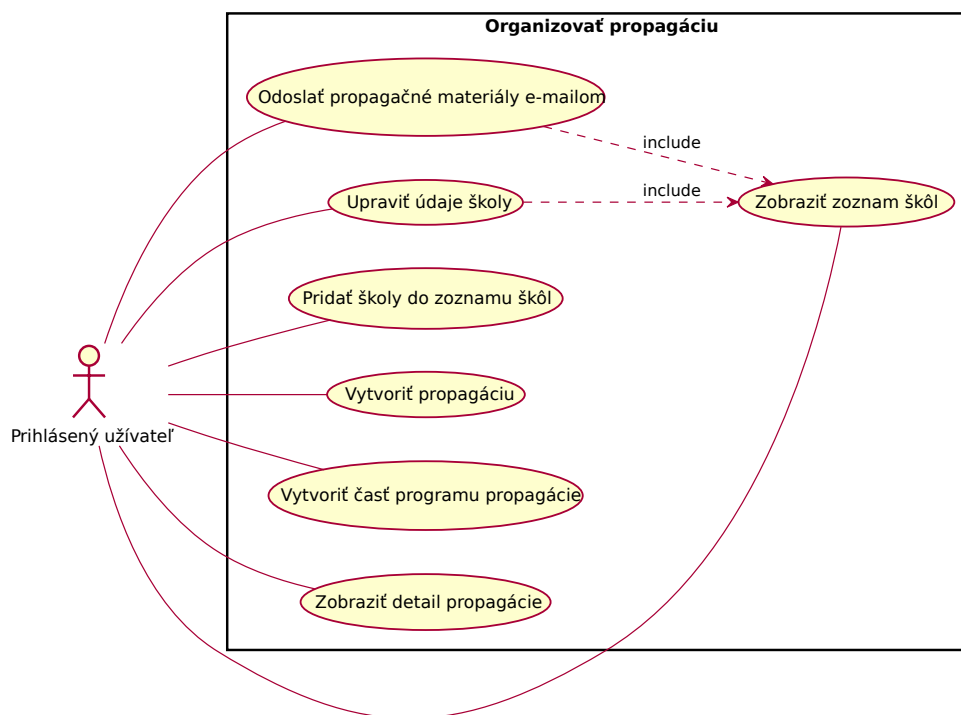 Organizovať propagáciu
Odoslať propagačné materiály e-mailom
include
include
Upraviť údaje školy
Zobraziť zoznam škôl
Pridať školy do zoznamu škôl
Vytvoriť propagáciu
Prihlásený užívateľ
Vytvoriť časť programu propagácie
Zobraziť detail propagácie